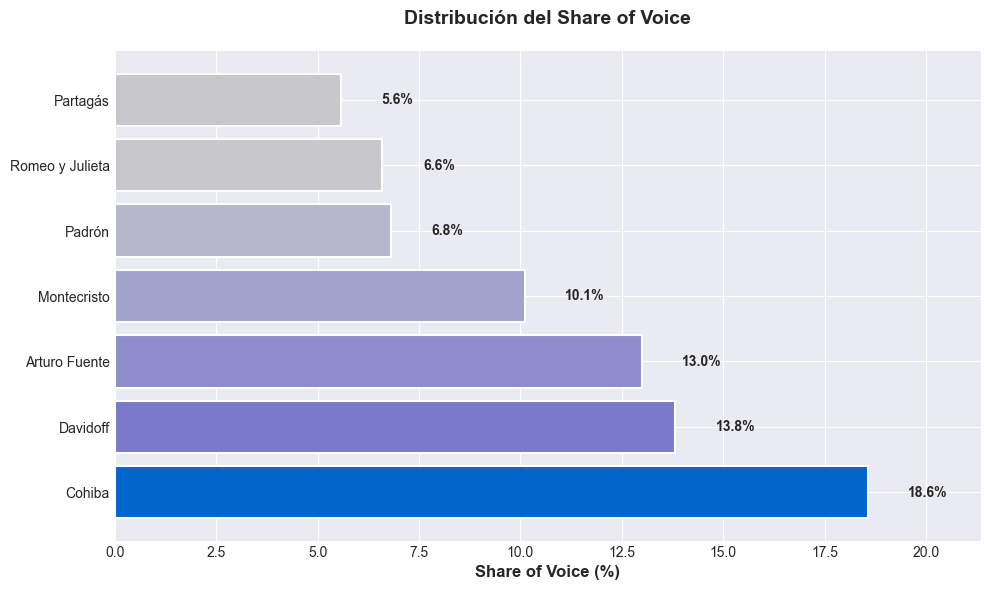 Distribución del Share of Voice
Partagás 5.6%
Romeo y Julieta 6.6%
Padrón 6.8%
Montecristo 10.1%
Arturo Fuente 13.0%
Davidoff 13.8%
Cohiba 18.6%
0.0 2.5 5.0 7.5 10.0 12.5 15.0 17.5 20.0
Share of Voice (%)